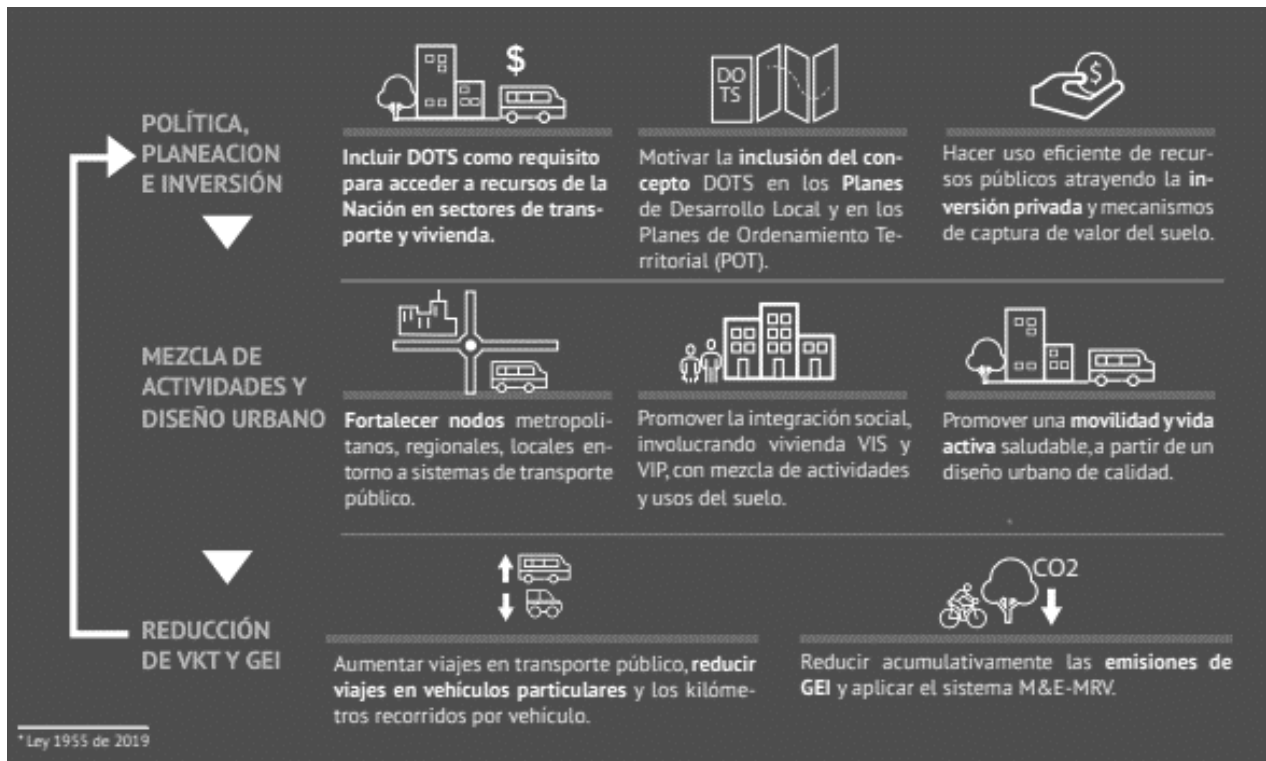 $
DO
TS
$
POLÍTICA,
PLANEACION
E INVERSIÓN
Incluir DOTS como requisito
para acceder a recursos de la
Nación en sectores de trans-
porte y vivienda.
Motivar la inclusión del con-
cepto DOTS en los Planes
de Desarrollo Local y en los
Planes de Ordenamiento Te-
rritorial (POT).
Hacer uso eficiente de recur-
sos públicos atrayendo la in-
versión privada y mecanismos
de captura de valor del suelo.
MEZCLA DE
ACTIVIDADES Y
DISEÑO URBANO
Fortalecer nodos metropoli-
tanos, regionales, locales en-
torno a sistemas de transporte
público.
Promover la integración social,
involucrando vivienda VIS y
VIP, con mezcla de actividades
y usos del suelo.
Promover una movilidad y vida
activa saludable, a partir de un
diseño urbano de calidad.
CO2
REDUCCIÓN
DE VKT Y GEI
Aumentar viajes en transporte público, reducir
viajes en vehículos particulares y los kilóme-
tros recorridos por vehículo.
Reducir acumulativamente las emisiones de
GEI y aplicar el sistema M&E-MRV.
* Ley 1955 de 2019